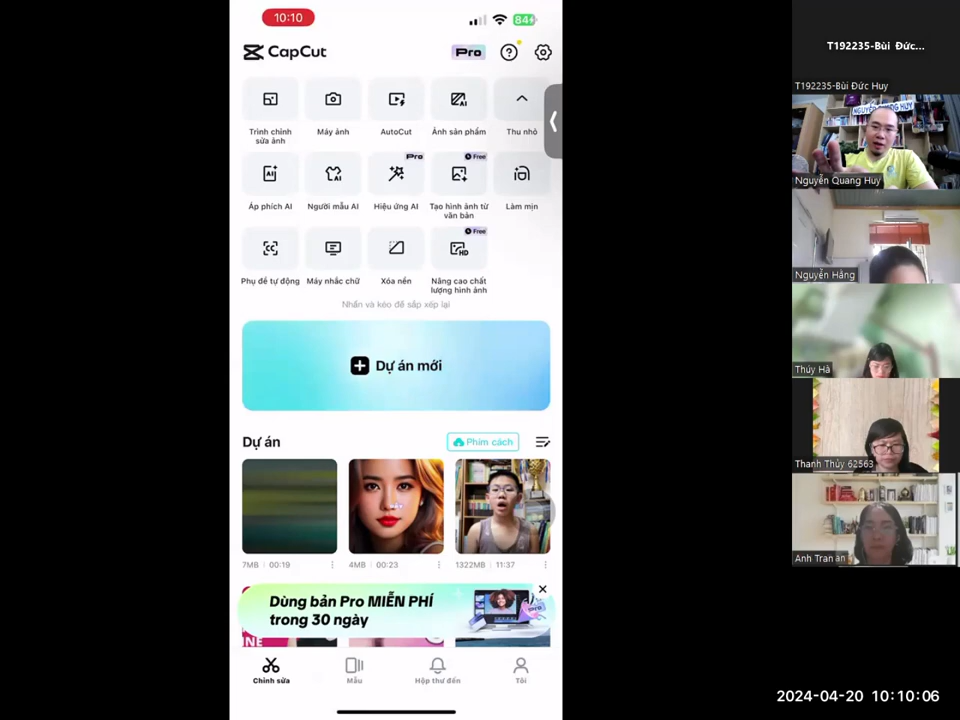 10:10
84
CapCut
Pro
Trình chỉnh sửa ảnh
Máy ảnh
AutoCut
Ảnh sản phẩm
Thu nhỏ
Pro
Free
Áp phích AI
Người mẫu AI
Hiệu ứng AI
Tạo hình ảnh từ văn bản
Làm mịn
Free
Phụ đề tự động
Máy nhắc chữ
Xóa nền
Nâng cao chất lượng hình ảnh
Nhấn và kéo để sắp xếp lại
Dự án mới
Dự án
Phím cách
7MB 00:19
4MB 00:23
1322MB 11:37
Dùng bản Pro MIỄN PHÍ
trong 30 ngày
Chỉnh sửa
Mẫu
Hộp thư đến
Tôi
T192235-Bùi Đức...
T192235-Bùi Đức Huy
Nguyễn Quang Huy
Nguyễn Hằng
Thúy Hà
Thanh Thủy 62563
Anh Tran an
2024-04-20 10:10:06